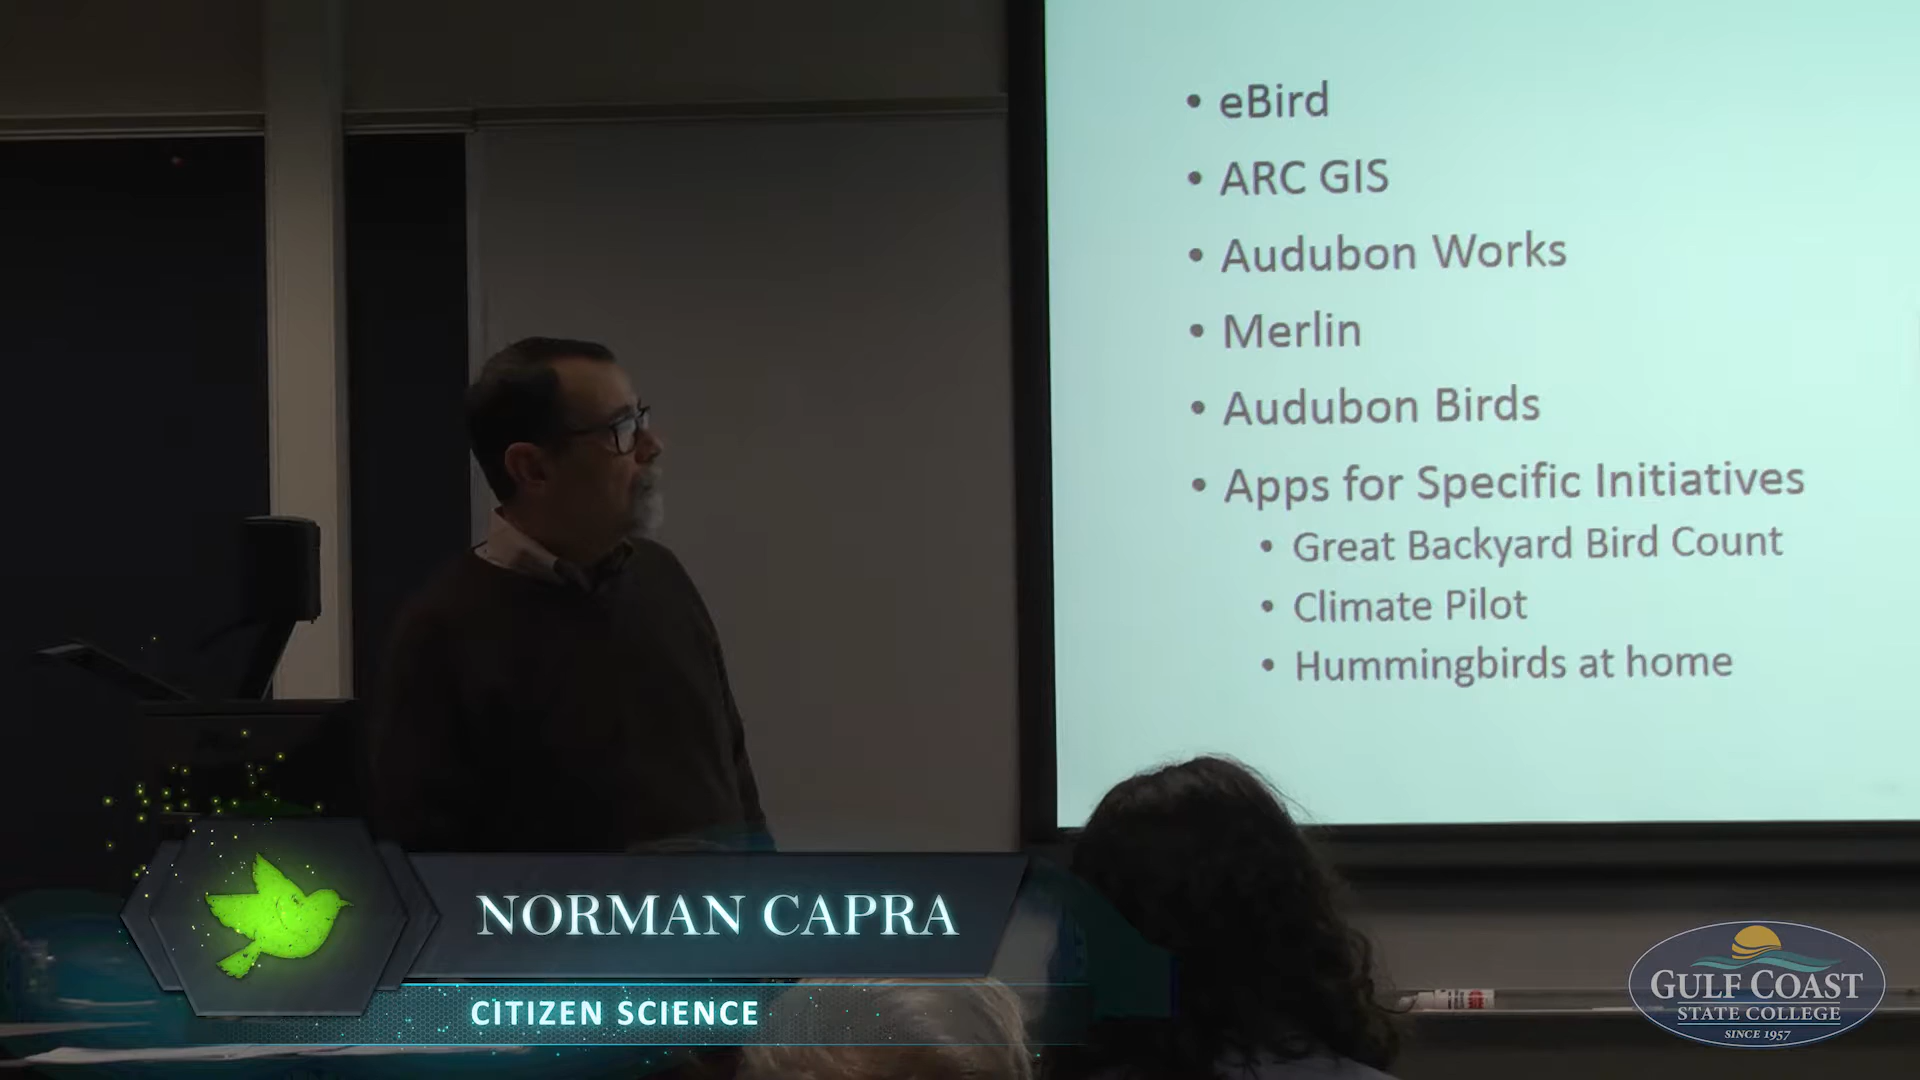 • eBird
• ARC GIS
• Audubon Works
• Merlin
• Audubon Birds
• Apps for Specific Initiatives
• Great Backyard Bird Count
• Climate Pilot
• Hummingbirds at home
NORMAN CAPRA
CITIZEN SCIENCE
GULF COAST
STATE COLLEGE
SINCE 1957